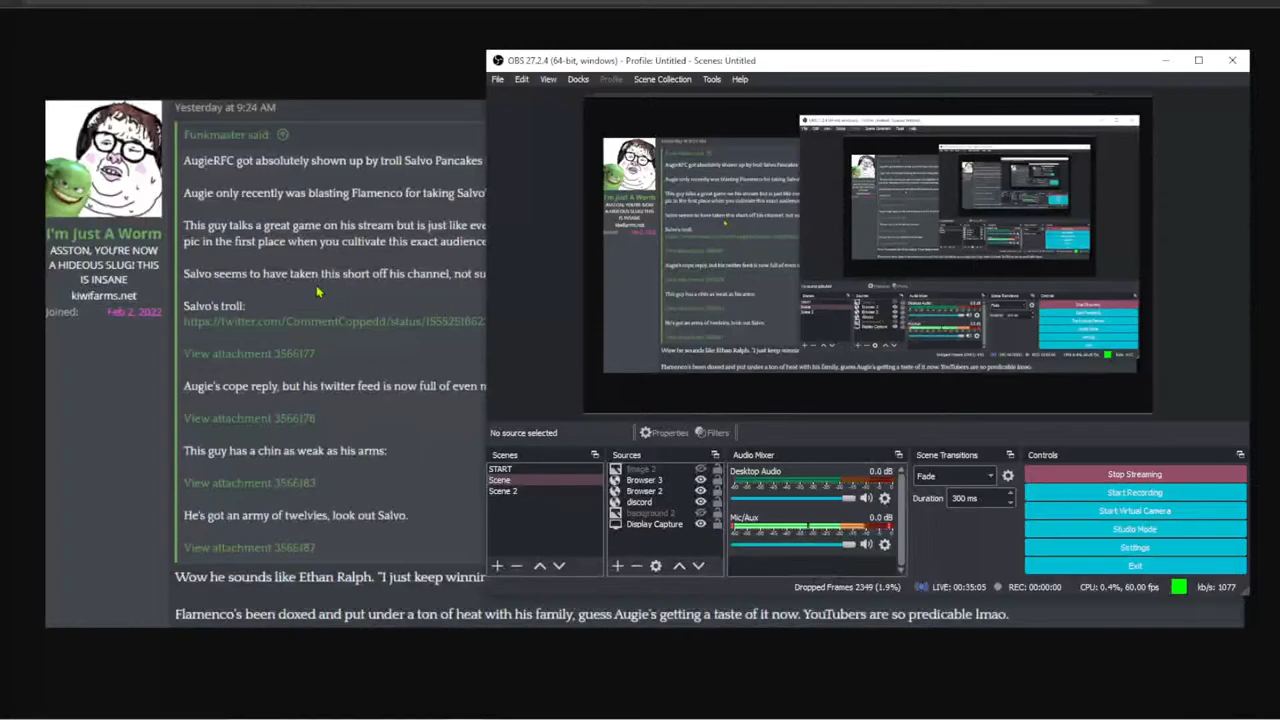 Yesterday at 9:24 AM
Funkmaster said:
AugieRFC got absolutely shown up by troll Salvo Pancakes
Augie only recently was blasting Flamenco for taking Salvo'
This guy talks a great game on his stream but is just like
pic in the first place when you cultivate this exact audience
Salvo seems to have taken this short off his channel, not
Salvo's troll:
https://twitter.com/CommentCoppedd/status/
View attachment 3566177
Augie's cope reply, but his twitter feed is now full of even
View attachment 3566178
This guy has a chin as weak as his arms:
View attachment 3566183
He's got an army of twelvies, look out Salvo.
View attachment 3566187
Wow he sounds like Ethan Ralph. "I just keep
Flamenco's been doxed and put under a ton of heat with his family, guess Augie's getting a taste of it now. YouTubers are so predicable lmao.
I'm Just A Worm
ASSTON, YOU'RE NOW
A HIDEOUS SLUG! THIS
IS INSANE
kiwifarms.net
Joined: Feb 2, 2022
OBS 27.2.4 (64-bit, windows) - Profile: Untitled - Scenes: Untitled
File Edit View Docks Profile Scene Collection Tools Help
No source selected
Properties Filters
Scenes
START
Scene
Scene 2
Sources
Image 2
Browser 3
Browser 2
discord
background 2
Display Capture
Audio Mixer
Desktop Audio 0.0 dB
Mic/Aux 0.0 dB
Scene Transitions
Fade
Duration 300 ms
Controls
Stop Streaming
Start Recording
Start Virtual Camera
Studio Mode
Settings
Exit
Dropped Frames 2349 (1.9%) LIVE: 00:35:05 REC: 00:00:00 CPU: 0.4%, 60.00 fps kb/s: 1077